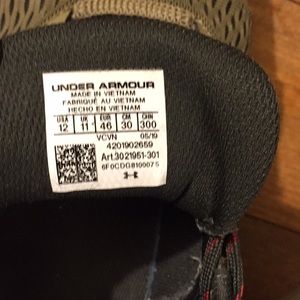 UNDER ARMOUR
MADE IN VIETNAM
FABRIQUÉ AU VIETNAM
HECHO EN VIETNAM
USA UK EUR CM CHN
12 11 46 30 300
VCVN 05/19
4201902659
Art.3021951-301
6F0CDG8100075